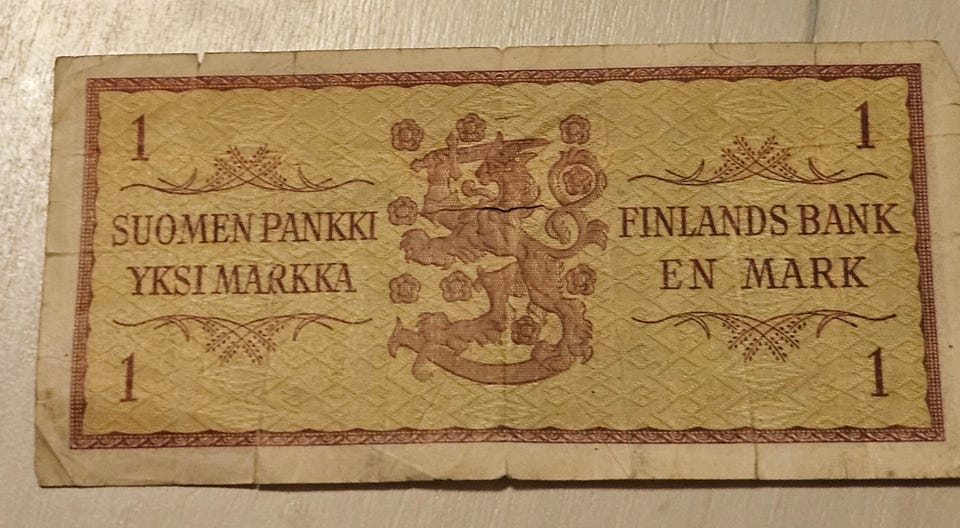 1 1
SUOMEN PANKKI
YKSI MARKKA
FINLANDS BANK
EN MARK
1 1